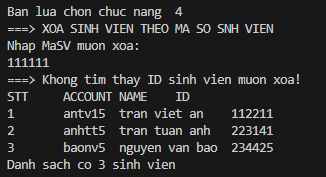 Ban lua chon chuc nang  4
===> XOA SINH VIEN THEO MA SO SNH VIEN
Nhap MaSV muon xoa:
111111
===> Khong tim thay ID sinh vien muon xoa!
STT      ACCOUNT NAME    ID
1        antv15  tran viet an    112211
2        anhtt5  tran tuan anh   223141
3        baonv5  nguyen van bao  234425
Danh sach co 3 sinh vien